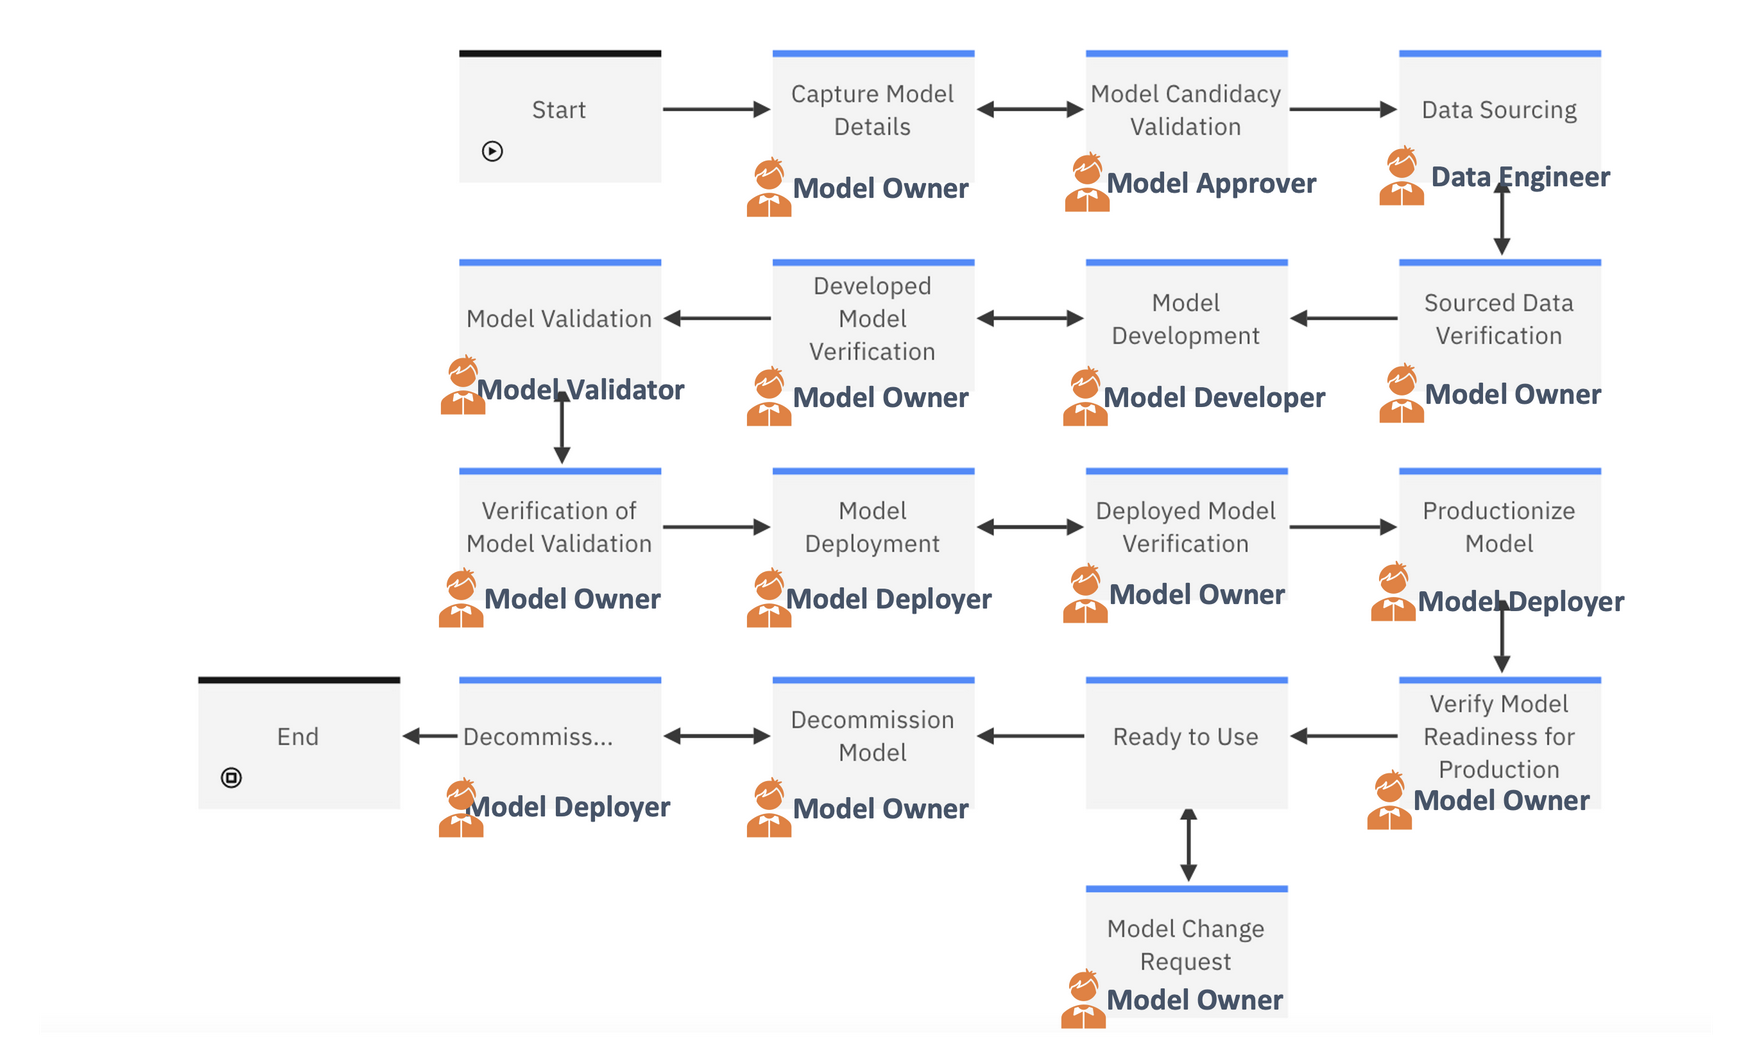 Start
Capture Model
Details
Model Owner
Model Candidacy
Validation
Model Approver
Data Sourcing
Data Engineer
Model Validation
Model Validator
Developed
Model
Verification
Model Owner
Model
Development
Model Developer
Sourced Data
Verification
Model Owner
Verification of
Model Validation
Model Owner
Model
Deployment
Model Deployer
Deployed Model
Verification
Model Owner
Productionize
Model
Model Deployer
End
Decommiss...
Model Deployer
Decommission
Model
Model Owner
Ready to Use
Verify Model
Readiness for
Production
Model Owner
Model Change
Request
Model Owner